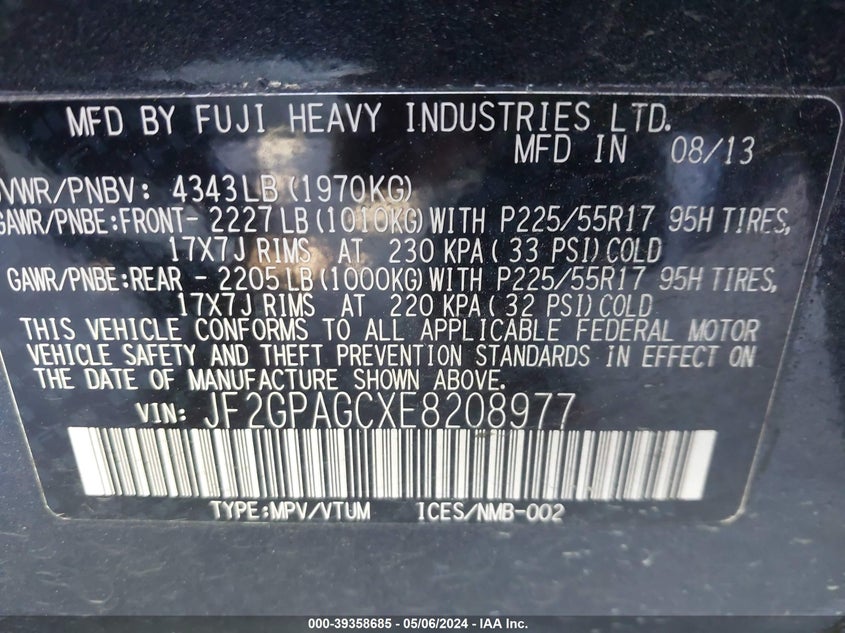 MFD BY FUJI HEAVY INDUSTRIES LTD.
MFD IN 08/13
GVWR/PNBV: 4343LB(1970KG)
GAWR/PNBE:FRONT- 2227LB(1010KG)WITH P225/55R17 95H TIRES,
17X7J RIMS AT 230 KPA(33 PSI)COLD
GAWR/PNBE:REAR - 2205LB(1000KG)WITH P225/55R17 95H TIRES,
17X7J RIMS AT 220 KPA(32 PSI)COLD
THIS VEHICLE CONFORMS TO ALL APPLICABLE FEDERAL MOTOR
VEHICLE SAFETY AND THEFT PREVENTION STANDARDS IN EFFECT ON
THE DATE OF MANUFACTURE SHOWN ABOVE.
VIN: JF2GPAGCXE8208977
TYPE:MPV/VTUM ICES/NMB-002
000-39358685 - 05/06/2024 - IAA Inc.